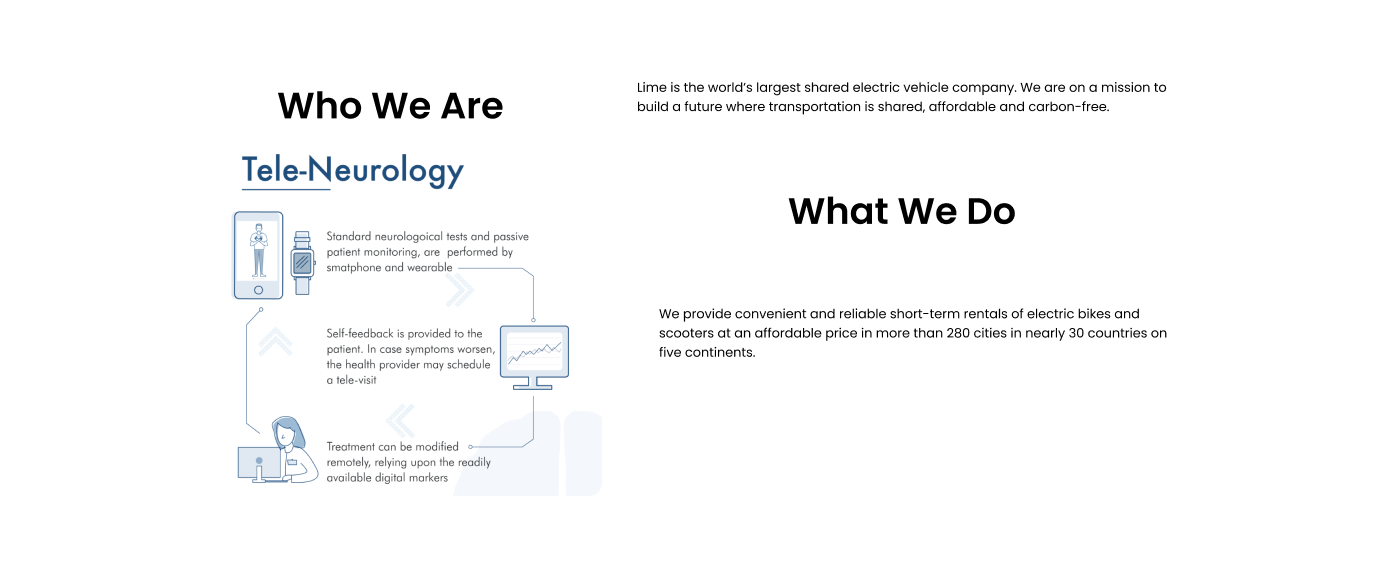 Who We Are
Tele-Neurology
Standard neurologoical tests and passive
patient monitoring, are performed by
smatphone and wearable
Self-feedback is provided to the
patient. In case symptoms worsen,
the health provider may schedule
a tele-visit
Treatment can be modified
remotely, relying upon the readily
available digital markers
Lime is the world’s largest shared electric vehicle company. We are on a mission to
build a future where transportation is shared, affordable and carbon-free.
What We Do
We provide convenient and reliable short-term rentals of electric bikes and
scooters at an affordable price in more than 280 cities in nearly 30 countries on
five continents.